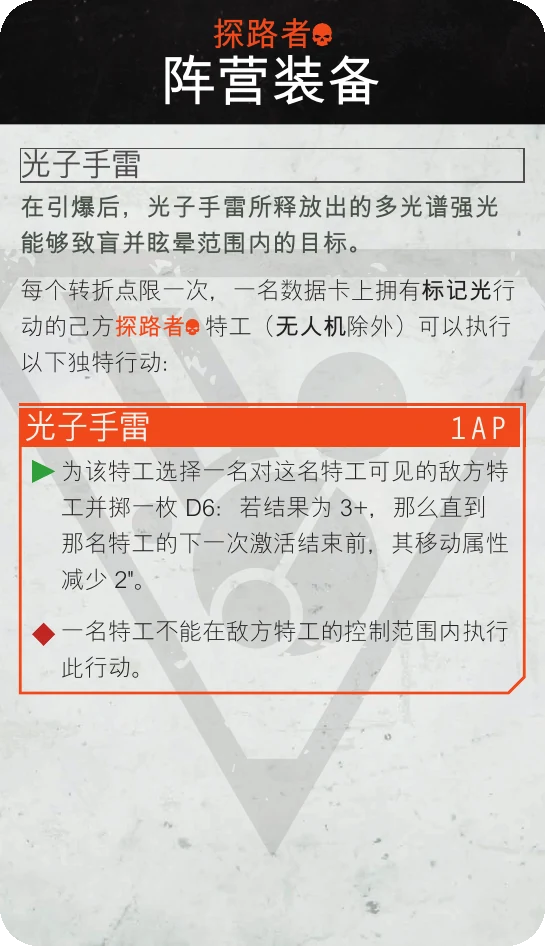 探路者
阵营装备
光子手雷
在引爆后，光子手雷所释放出的多光谱强光
能够致盲并眩晕范围内的目标。
每个转折点限一次，一名数据卡上拥有标记光行
动的己方探路者特工（无人机除外）可以执行
以下独特行动:
光子手雷 1AP
为该特工选择一名对这名特工可见的敌方特
工并掷一枚 D6：若结果为 3+，那么直到
那名特工的下一次激活结束前，其移动属性
减少 2"。
一名特工不能在敌方特工的控制范围内执行
此行动。